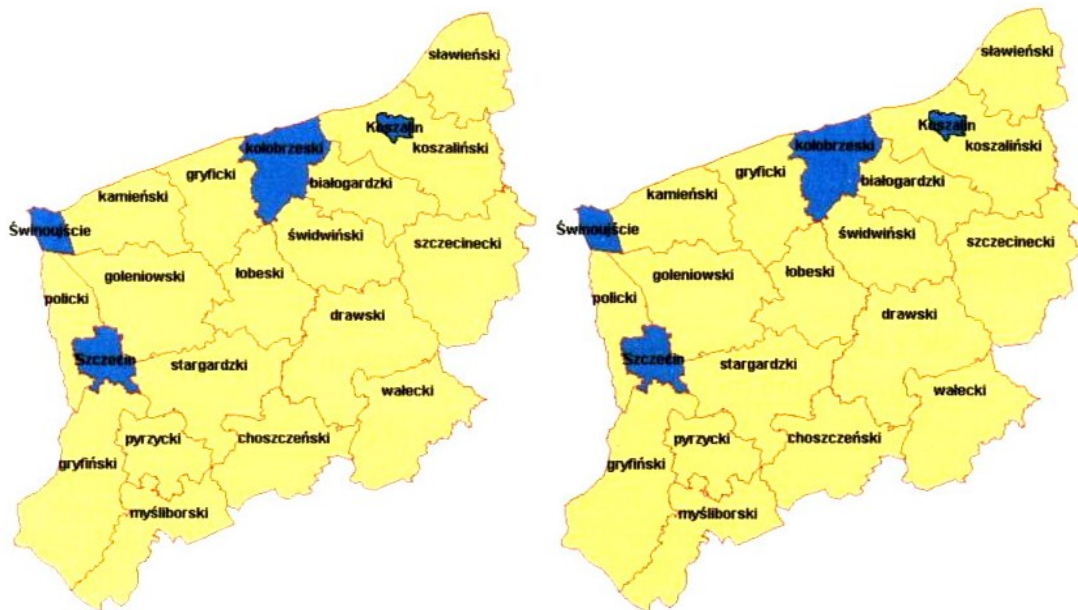 sławieński
Koszalin
kołobrzeski
koszaliński
gryficki
białogardzki
kamieński
Świnoujście
świdwiński
szczecinecki
goleniowski
łobeski
policki
drawski
Szczecin
stargardzki
wałecki
pyrzycki
choszczeński
gryfiński
myśliborski
sławieński
Koszalin
kołobrzeski
koszaliński
gryficki
białogardzki
kamieński
Świnoujście
świdwiński
szczecinecki
goleniowski
łobeski
policki
drawski
Szczecin
stargardzki
wałecki
pyrzycki
choszczeński
gryfiński
myśliborski